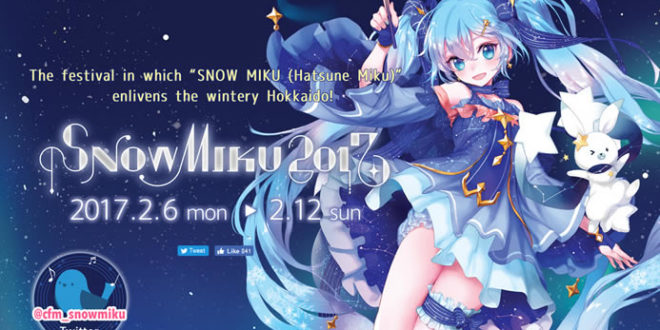 The festival in which “SNOW MIKU (Hatsune Miku)”
enlivens the wintery Hokkaido!
SNOW MIKU 2017
2017.2.6 mon ▶ 2.12 sun
Tweet Like 241
@cfm_snowmiku
Twitter